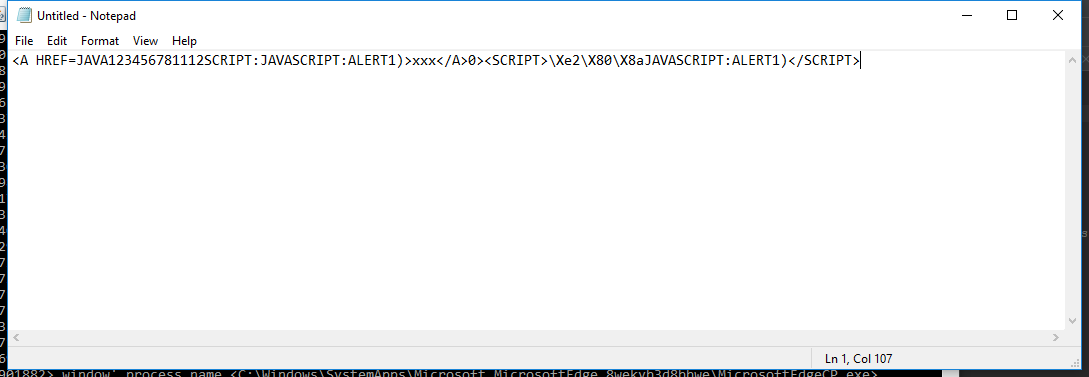 Untitled - Notepad
File Edit Format View Help
<A HREF=JAVA123456781112SCRIPT:JAVASCRIPT:ALERT1)>xxx</A>0><SCRIPT>\Xe2\X80\X8aJAVASCRIPT:ALERT1)</SCRIPT>
Ln 1, Col 107
901882> window' process name <C:\Windows\SystemApps\Microsoft.MicrosoftEdge_8wekyb3d8bbwe\MicrosoftEdgeCP.exe>